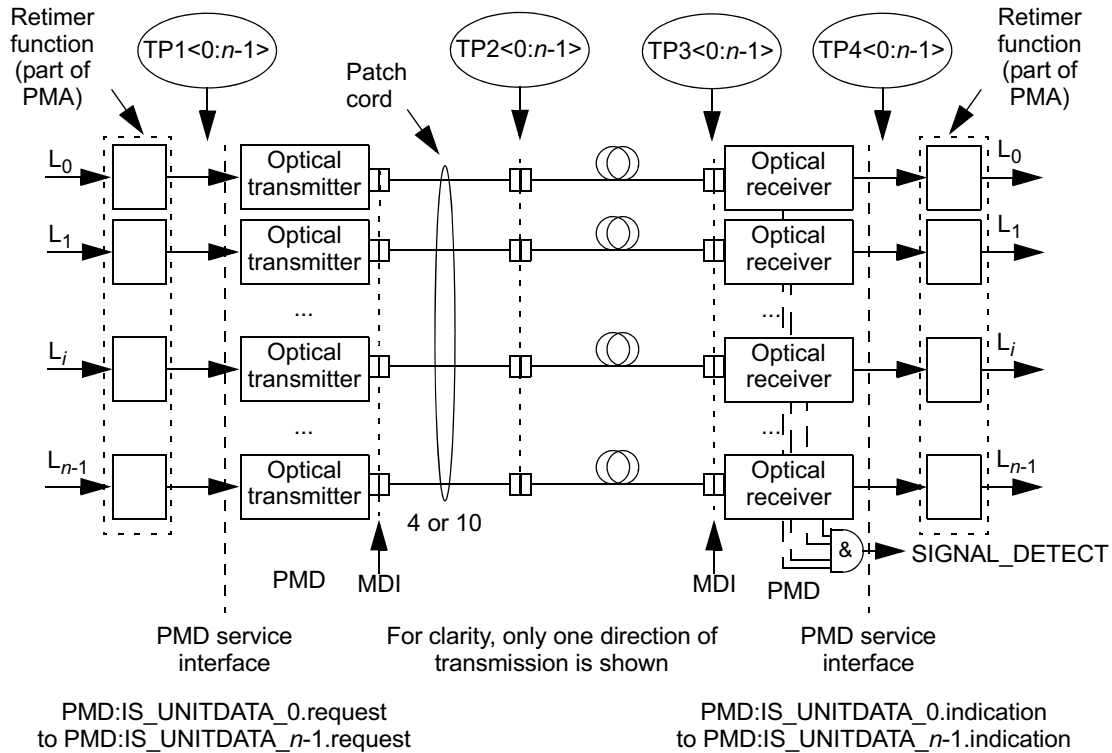 Retimer
function
(part of
PMA)
TP1<0:n-1>
Patch
cord
TP2<0:n-1>
TP3<0:n-1>
TP4<0:n-1>
Retimer
function
(part of
PMA)
L0
Optical
transmitter
Optical
receiver
L0
L1
Optical
transmitter
Optical
receiver
L1
...
...
Li
Optical
transmitter
Optical
receiver
Li
...
...
Ln-1
Optical
transmitter
Optical
receiver
Ln-1
4 or 10
&
SIGNAL_DETECT
PMD
MDI
MDI
PMD
PMD service
interface
For clarity, only one direction of
transmission is shown
PMD service
interface
PMD:IS_UNITDATA_0.request
to PMD:IS_UNITDATA_n-1.request
PMD:IS_UNITDATA_0.indication
to PMD:IS_UNITDATA_n-1.indication